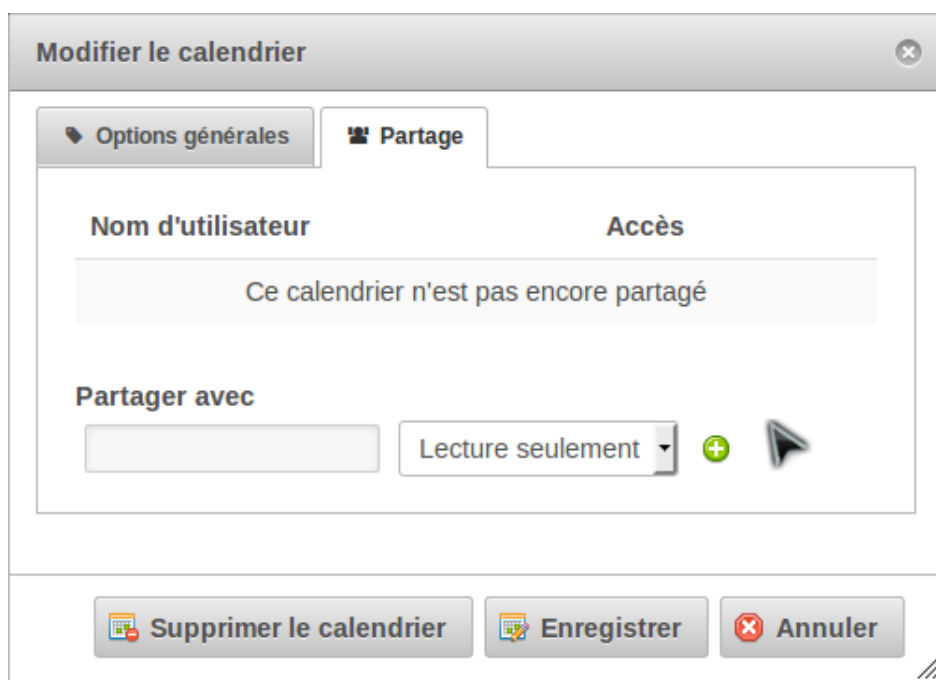 Modifier le calendrier
Options générales Partage
Nom d'utilisateur Accès
Ce calendrier n'est pas encore partagé
Partager avec
Lecture seulement
Supprimer le calendrier Enregistrer Annuler